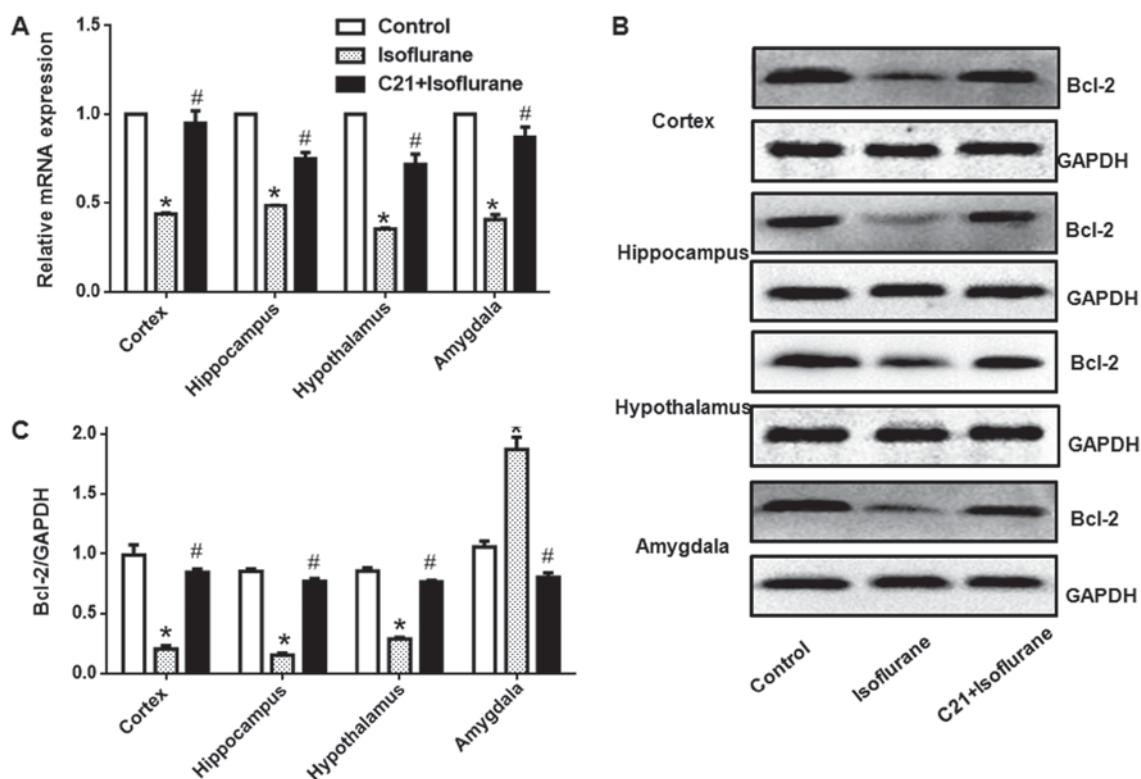 A
Relative mRNA expression
1.5
1.0
0.5
0.0
Control
Isoflurane
C21+Isoflurane
*
#
*
#
*
#
*
#
Cortex
Hippocampus
Hypothalamus
Amygdala
B
Cortex
Bcl-2
GAPDH
Hippocampus
Bcl-2
GAPDH
Hypothalamus
Bcl-2
GAPDH
Amygdala
Bcl-2
GAPDH
Control
Isoflurane
C21+Isoflurane
C
Bcl-2/GAPDH
2.0
1.5
1.0
0.5
0.0
*
#
*
#
*
#
*
#
Cortex
Hippocampus
Hypothalamus
Amygdala